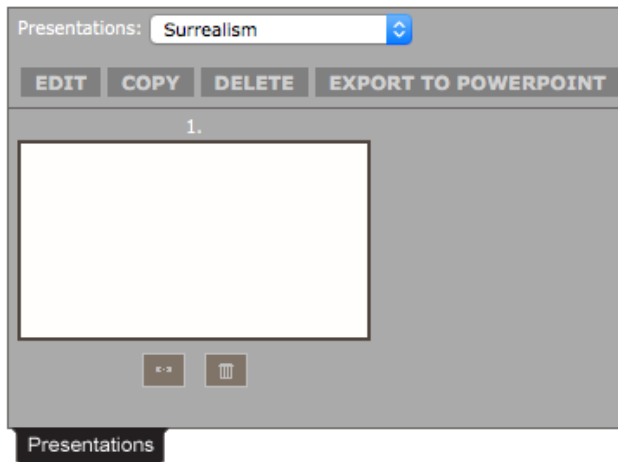 Presentations: Surrealism
EDIT COPY DELETE EXPORT TO POWERPOINT
1.
Presentations